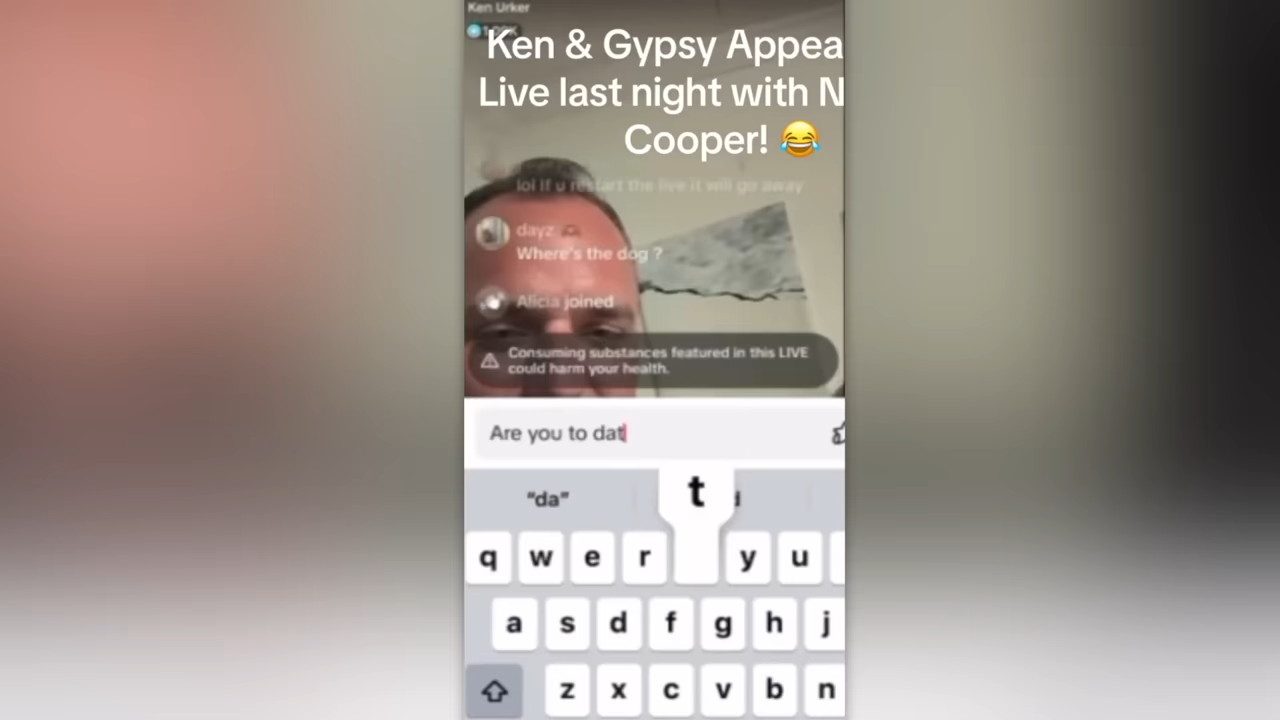 Ken Urker
Ken & Gypsy Appea
Live last night with N
Cooper! 😂
lol If u restart the live it will go away
dayz
Where's the dog ?
Alicia joined
Consuming substances featured in this LIVE
could harm your health.
Are you to dat
"da"
t
q w e r y u
a s d f g h j
z x c v b n